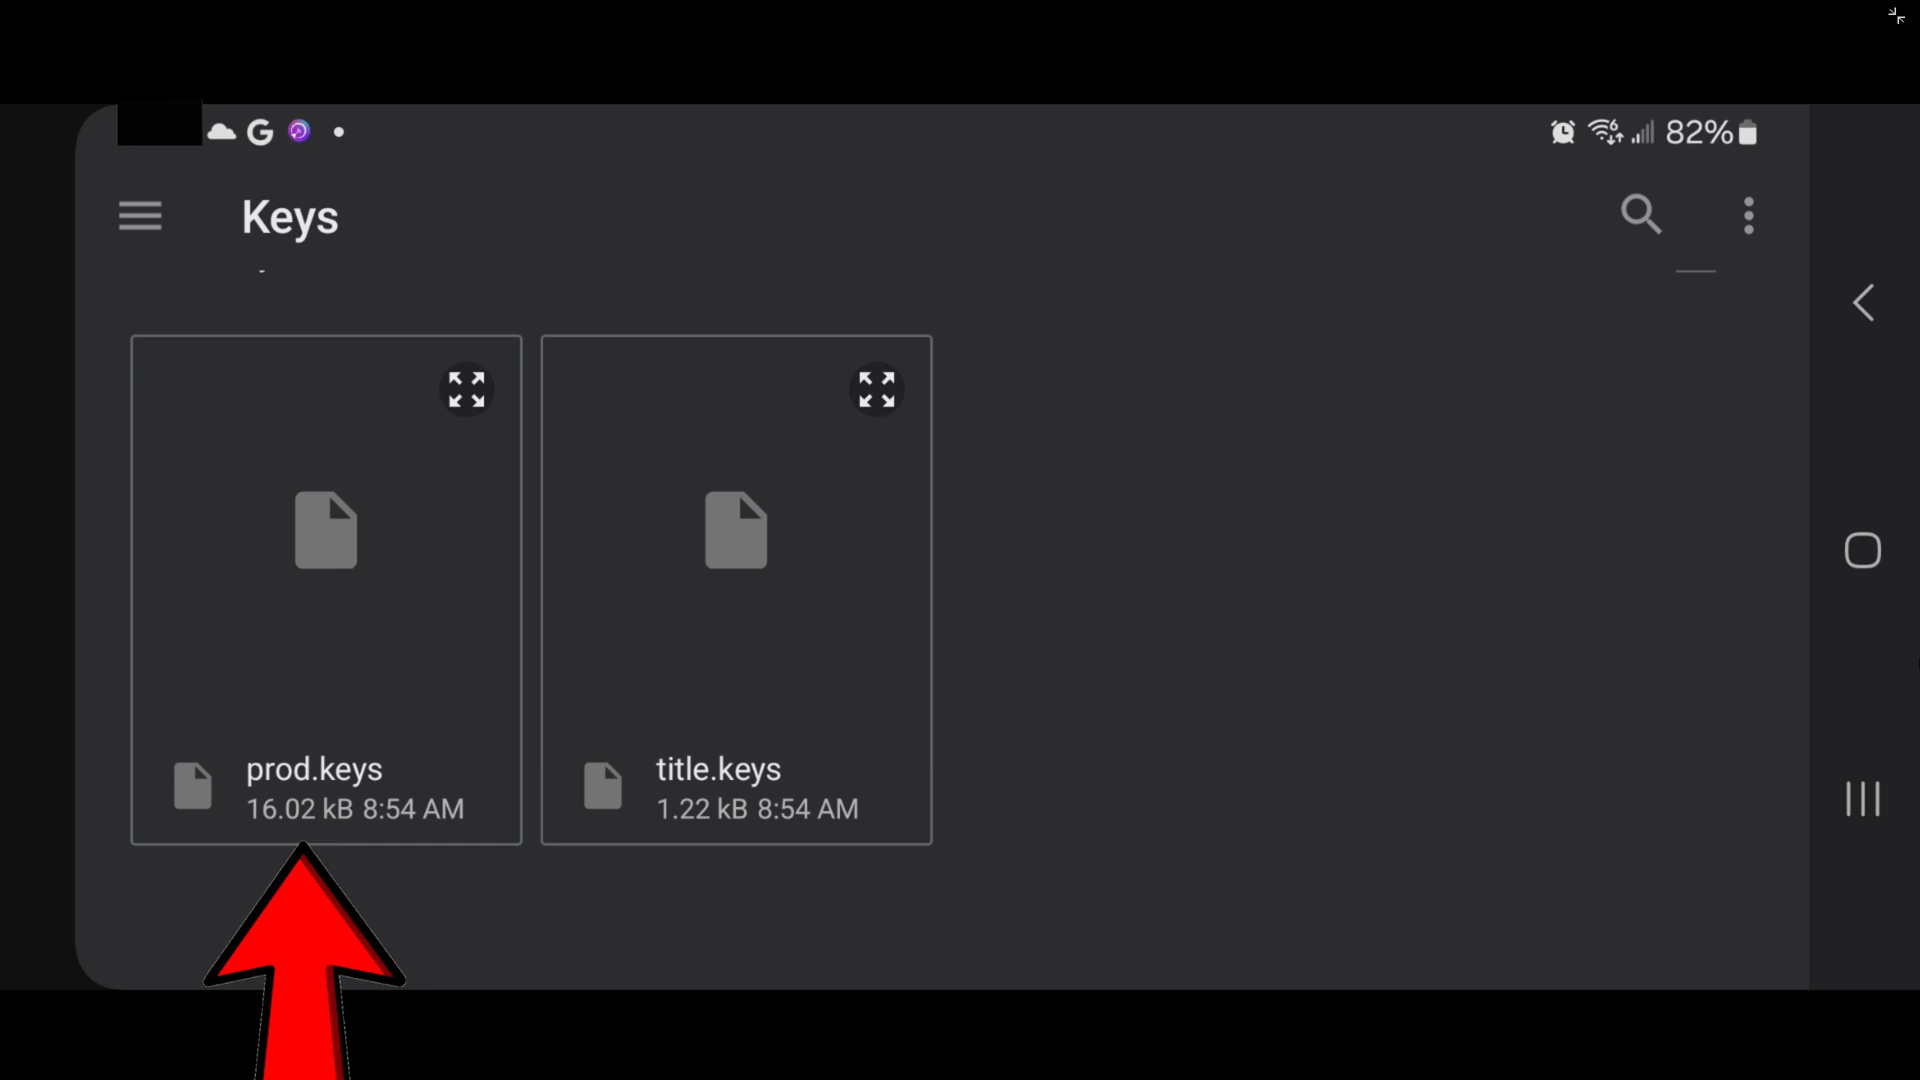 G
82%
Keys
prod.keys
16.02 kB 8:54 AM
title.keys
1.22 kB 8:54 AM